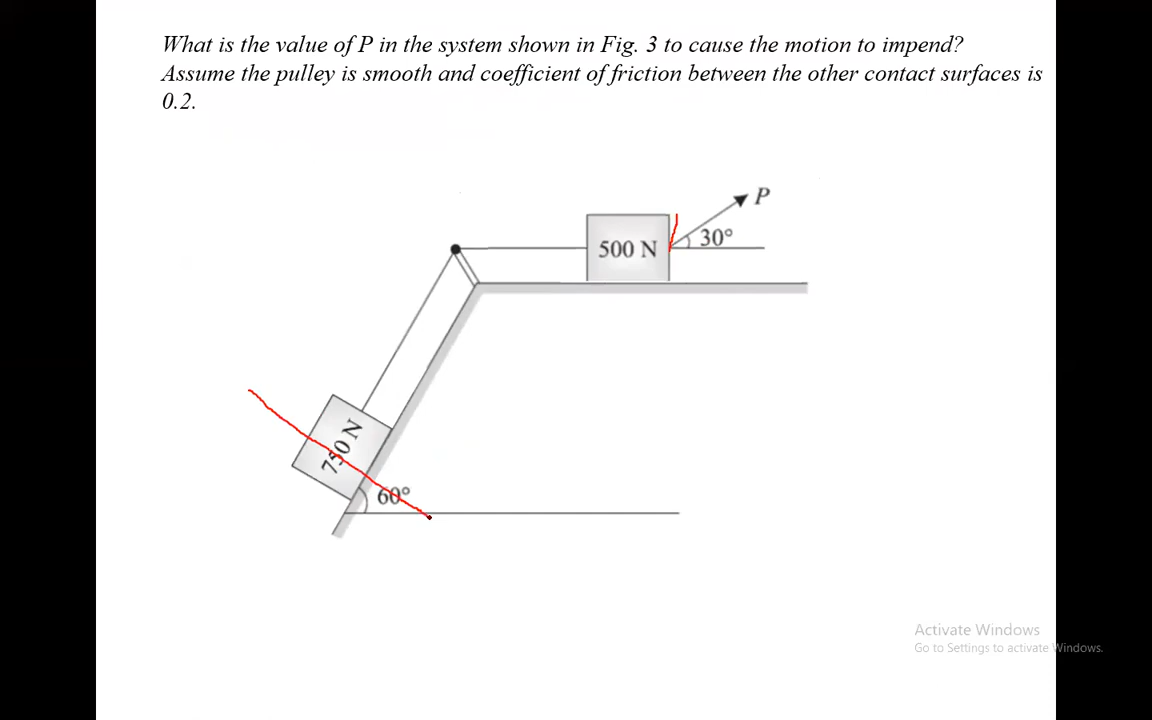 What is the value of P in the system shown in Fig. 3 to cause the motion to impend?
Assume the pulley is smooth and coefficient of friction between the other contact surfaces is
0.2.
P
30°
500 N
750 N
60°
Activate Windows
Go to Settings to activate Windows.